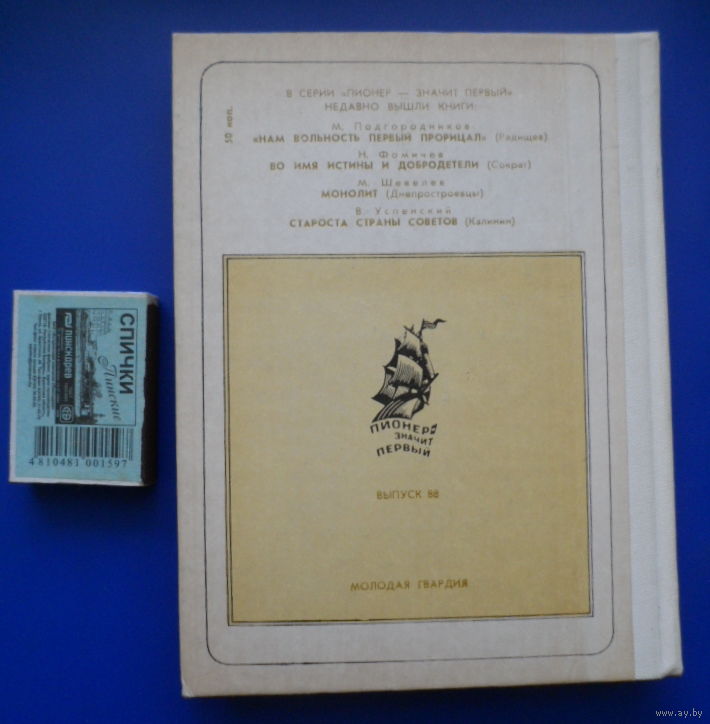 В СЕРИИ «ПИОНЕР — ЗНАЧИТ ПЕРВЫЙ»
НЕДАВНО ВЫШЛИ КНИГИ:
М. Подгородников
«НАМ ВОЛЬНОСТЬ ПЕРВЫЙ ПРОРИЦАЛ» (Радищев)
Н. Фомичев
ВО ИМЯ ИСТИНЫ И ДОБРОДЕТЕЛИ (Сократ)
М. Шевелев
МОНОЛИТ (Днепростроевцы)
В. Успенский
СТАРОСТА СТРАНЫ СОВЕТОВ (Калинин)
50 коп.
ПИОНЕР
ЗНАЧИТ
ПЕРВЫЙ
ВЫПУСК 88
МОЛОДАЯ ГВАРДИЯ
СПИЧКИ
Пинские
ПИНСКДРЕВ
4 810481 001597
www.ay.by